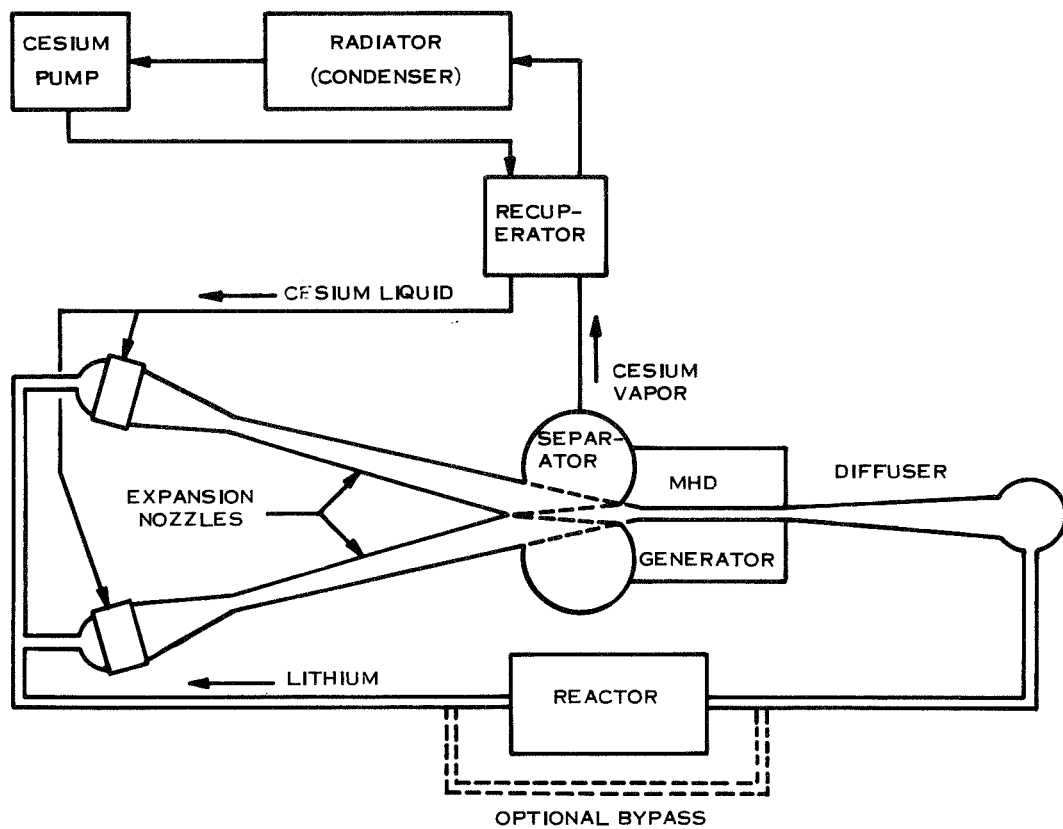 CESIUM
PUMP
RADIATOR
(CONDENSER)
RECUP-
ERATOR
CESIUM LIQUID
CESIUM
VAPOR
SEPAR-
ATOR
MHD
GENERATOR
DIFFUSER
EXPANSION
NOZZLES
LITHIUM
REACTOR
OPTIONAL BYPASS